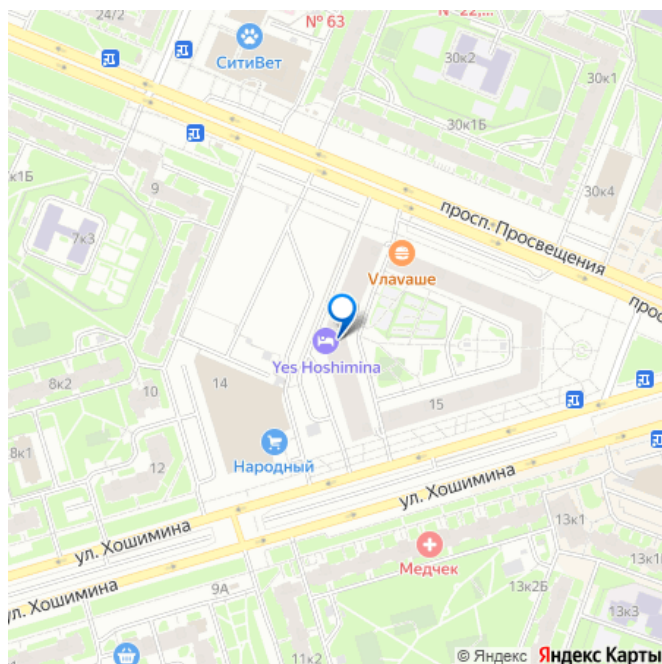 24/2
№ 63
СитиВет
30к2
30к1
30к1Б
30к4
к1Б
9
7к3
просп. Просвещения
Vлаваше
Yes Hoshimina
8к2
10
14
15
8к1
12
Народный
ул. Хошимина
ул. Хошимина
13к1
Медчек
9А
13к2Б
13к1
ул. Хошимина
13к3
11к2
© Яндекс Яндекс Карты